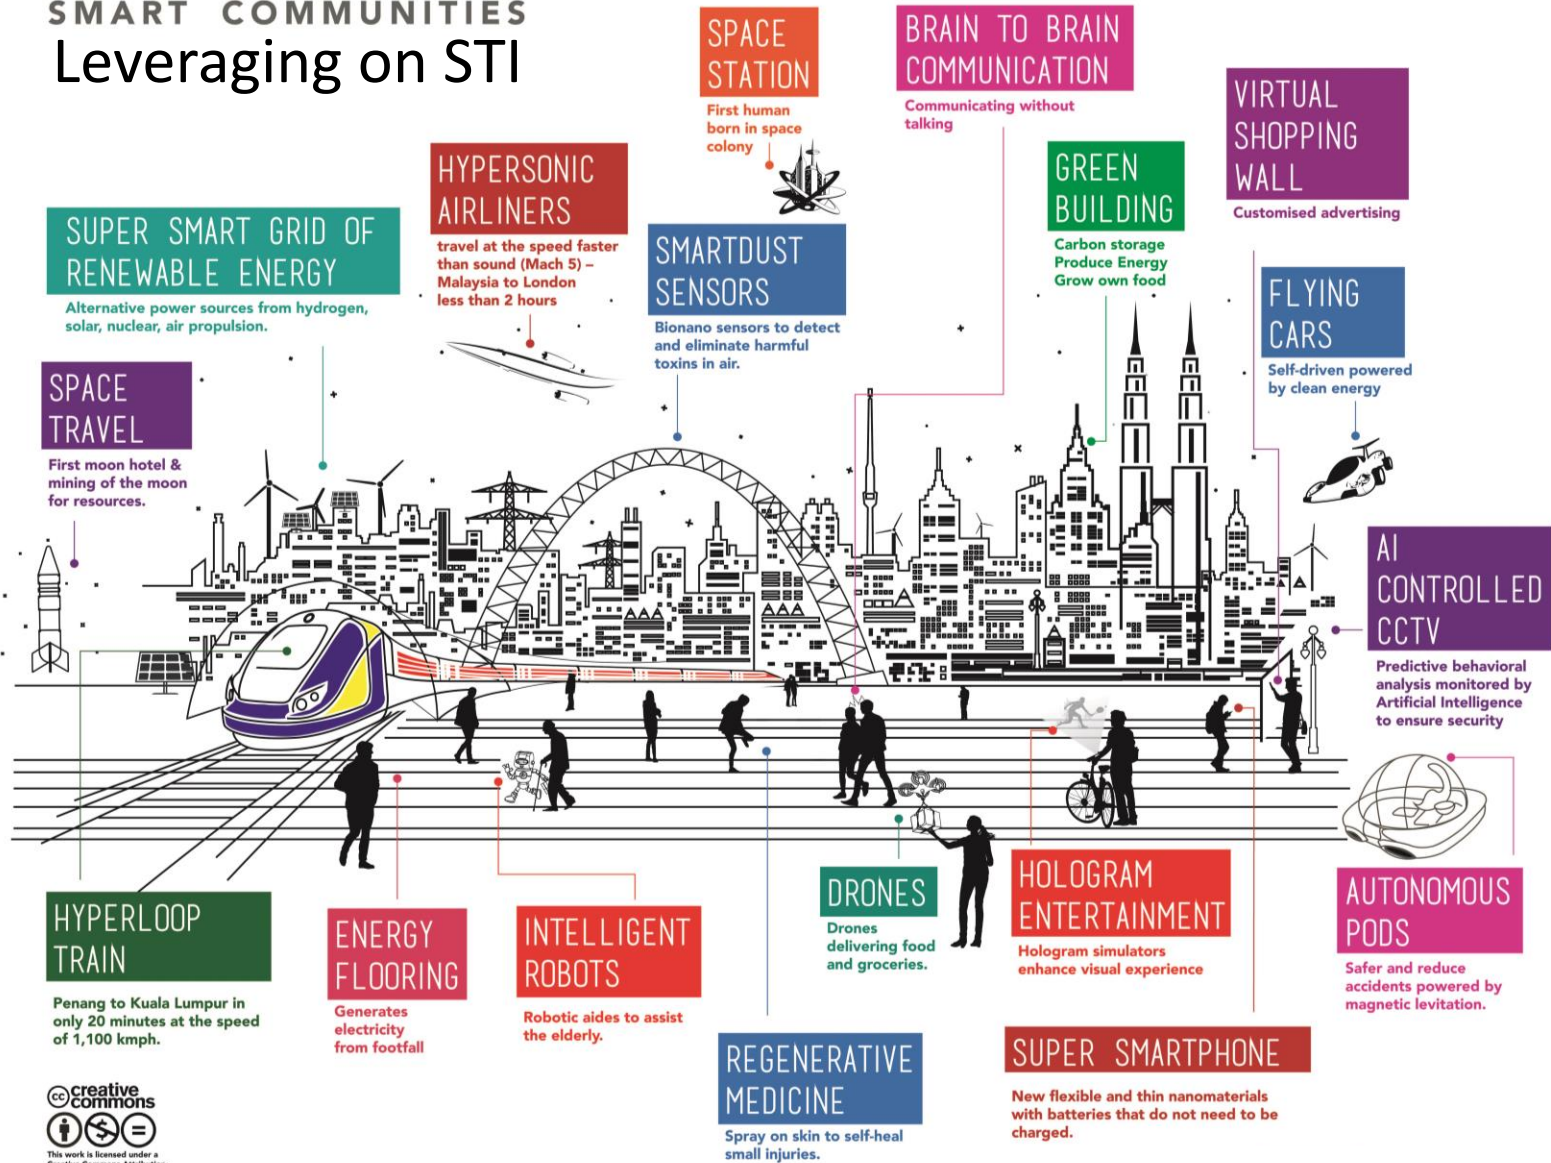 SMART COMMUNITIES
Leveraging on STI
SPACE
STATION
First human
born in space
colony
BRAIN TO BRAIN
COMMUNICATION
Communicating without
talking
VIRTUAL
SHOPPING
WALL
Customised advertising
HYPERSONIC
AIRLINERS
travel at the speed faster
than sound (Mach 5) –
Malaysia to London
less than 2 hours
GREEN
BUILDING
Carbon storage
Produce Energy
Grow own food
SUPER SMART GRID OF
RENEWABLE ENERGY
Alternative power sources from hydrogen,
solar, nuclear, air propulsion.
SMARTDUST
SENSORS
Bionano sensors to detect
and eliminate harmful
toxins in air.
FLYING
CARS
Self-driven powered
by clean energy
SPACE
TRAVEL
First moon hotel &
mining of the moon
for resources.
AI
CONTROLLED
CCTV
Predictive behavioral
analysis monitored by
Artificial Intelligence
to ensure security
HYPERLOOP
TRAIN
Penang to Kuala Lumpur in
only 20 minutes at the speed
of 1,100 kmph.
ENERGY
FLOORING
Generates
electricity
from footfall
INTELLIGENT
ROBOTS
Robotic aides to assist
the elderly.
DRONES
Drones
delivering food
and groceries.
HOLOGRAM
ENTERTAINMENT
Hologram simulators
enhance visual experience
AUTONOMOUS
PODS
Safer and reduce
accidents powered by
magnetic levitation.
REGENERATIVE
MEDICINE
Spray on skin to self-heal
small injuries.
SUPER SMARTPHONE
New flexible and thin nanomaterials
with batteries that do not need to be
charged.
cc creative
commons
This work is licensed under a